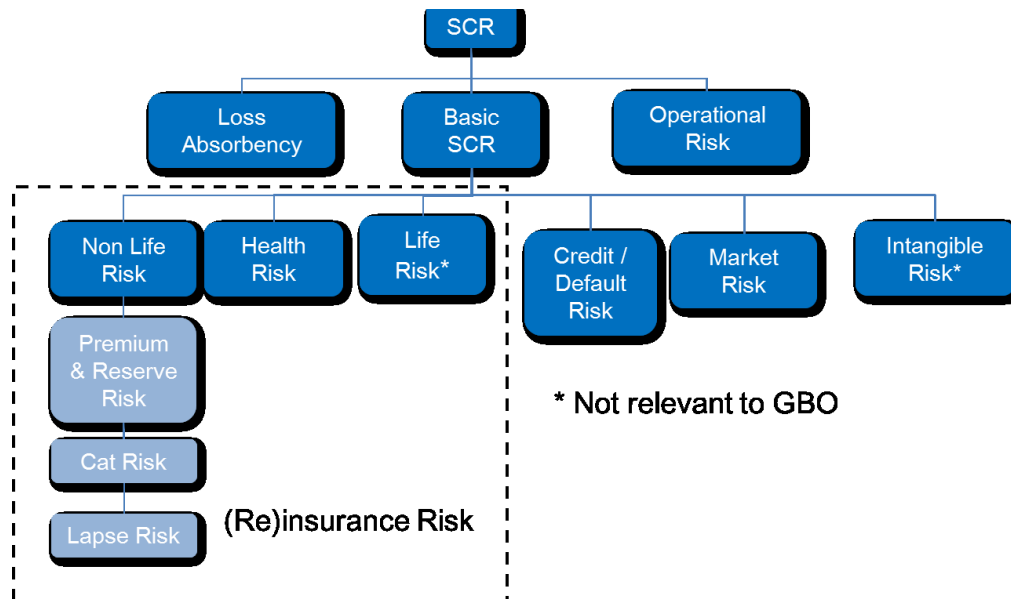 SCR
Loss
Absorbency
Basic
SCR
Operational
Risk
Non Life
Risk
Health
Risk
Life
Risk*
Credit /
Default
Risk
Market
Risk
Intangible
Risk*
Premium
& Reserve
Risk
Cat Risk
Lapse Risk
(Re)insurance Risk
* Not relevant to GBO